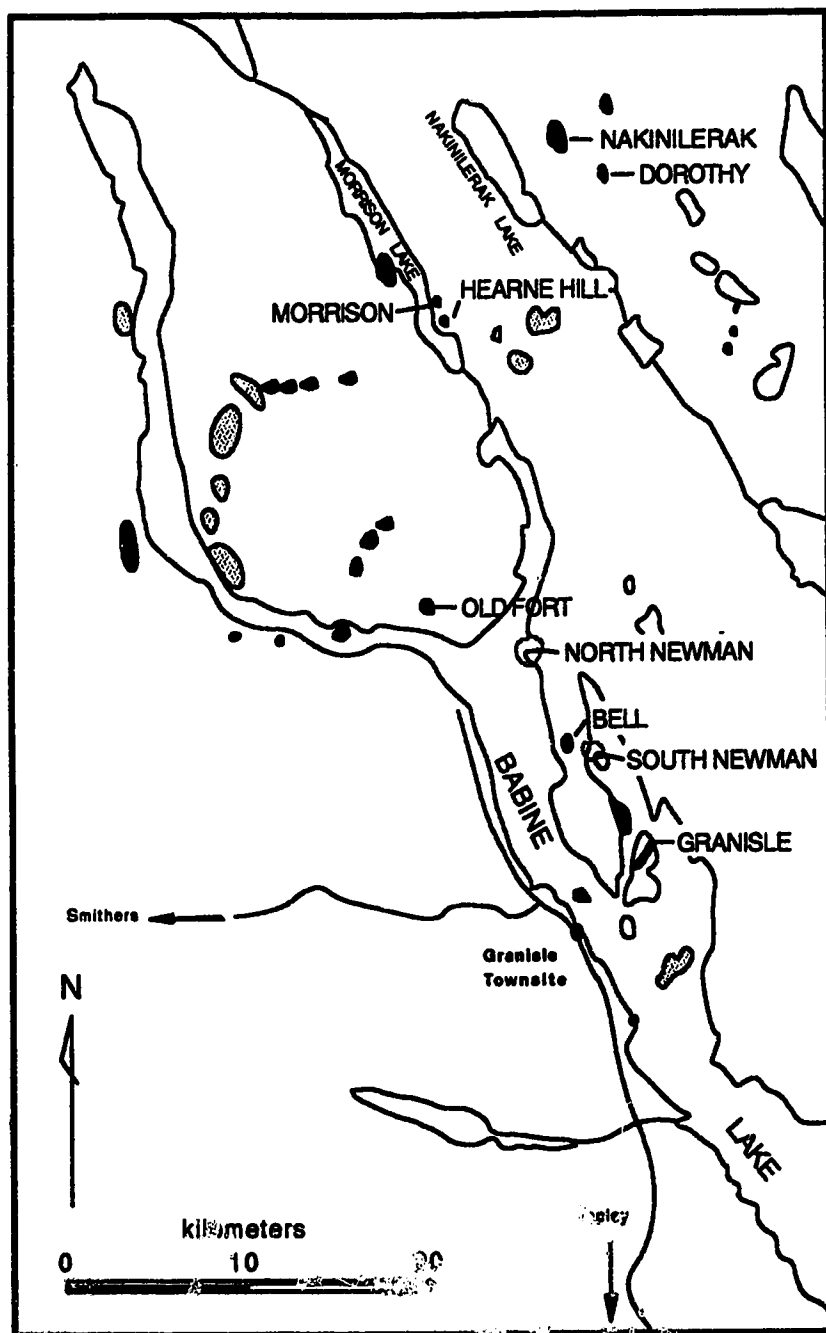 NAKINILERAK
DOROTHY
NAKINILERAK LAKE
MORRISON LAKE
HEARNE HILL
MORRISON
OLD FORT
NORTH NEWMAN
BELL
SOUTH NEWMAN
BABINE
GRANISLE
Smithers
Granisle
Townsite
N
LAKE
kilometers
0 10